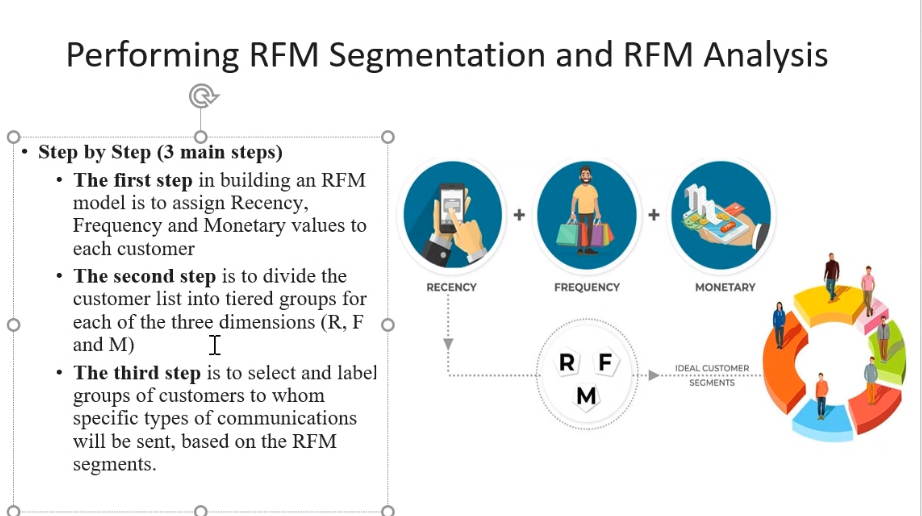 Performing RFM Segmentation and RFM Analysis
• Step by Step (3 main steps)
• The first step in building an RFM
model is to assign Recency,
Frequency and Monetary values to
each customer
• The second step is to divide the
customer list into tiered groups for
each of the three dimensions (R, F
and M)
• The third step is to select and label
groups of customers to whom
specific types of communications
will be sent, based on the RFM
segments.
+ +
RECENCY FREQUENCY MONETARY
R F
M
IDEAL CUSTOMER
SEGMENTS